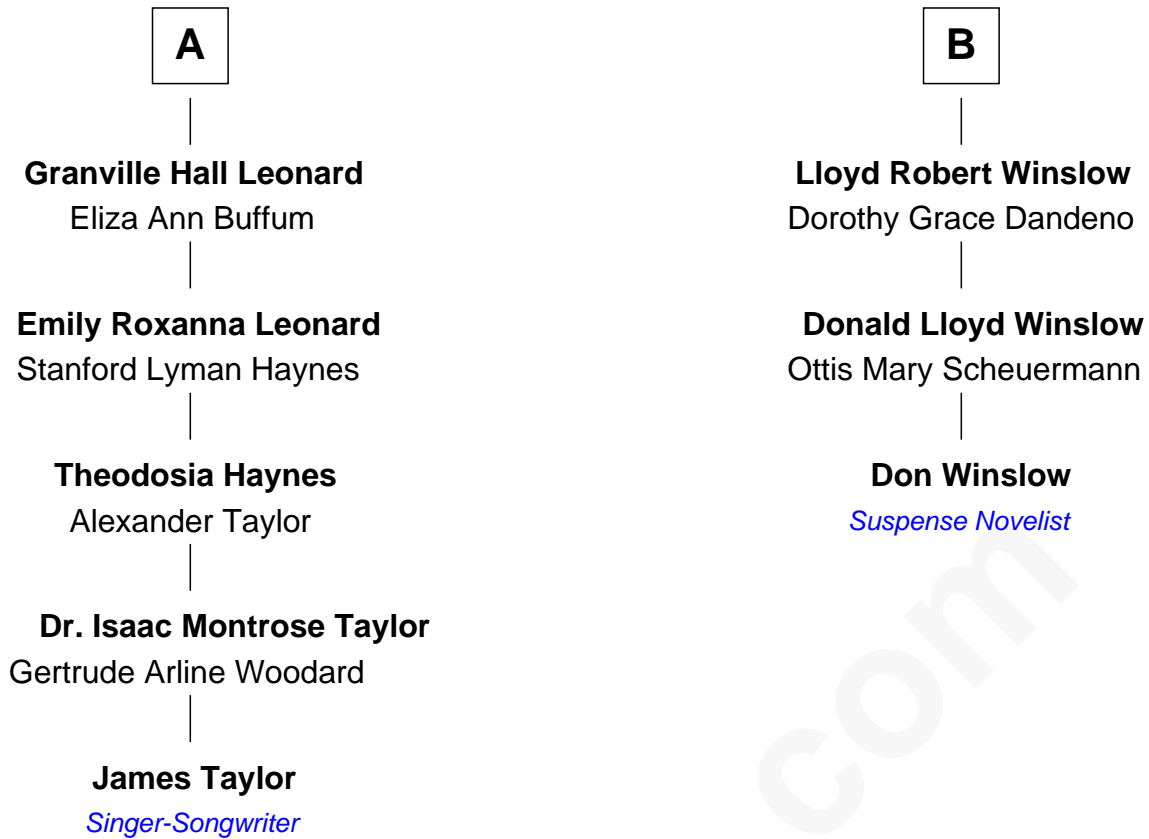 A
Granville Hall Leonard
Eliza Ann Buffum
Emily Roxanna Leonard
Stanford Lyman Haynes
Theodosia Haynes
Alexander Taylor
Dr. Isaac Montrose Taylor
Gertrude Arline Woodard
James Taylor
Singer-Songwriter
B
Lloyd Robert Winslow
Dorothy Grace Dandeno
Donald Lloyd Winslow
Ottis Mary Scheuermann
Don Winslow
Suspense Novelist
com